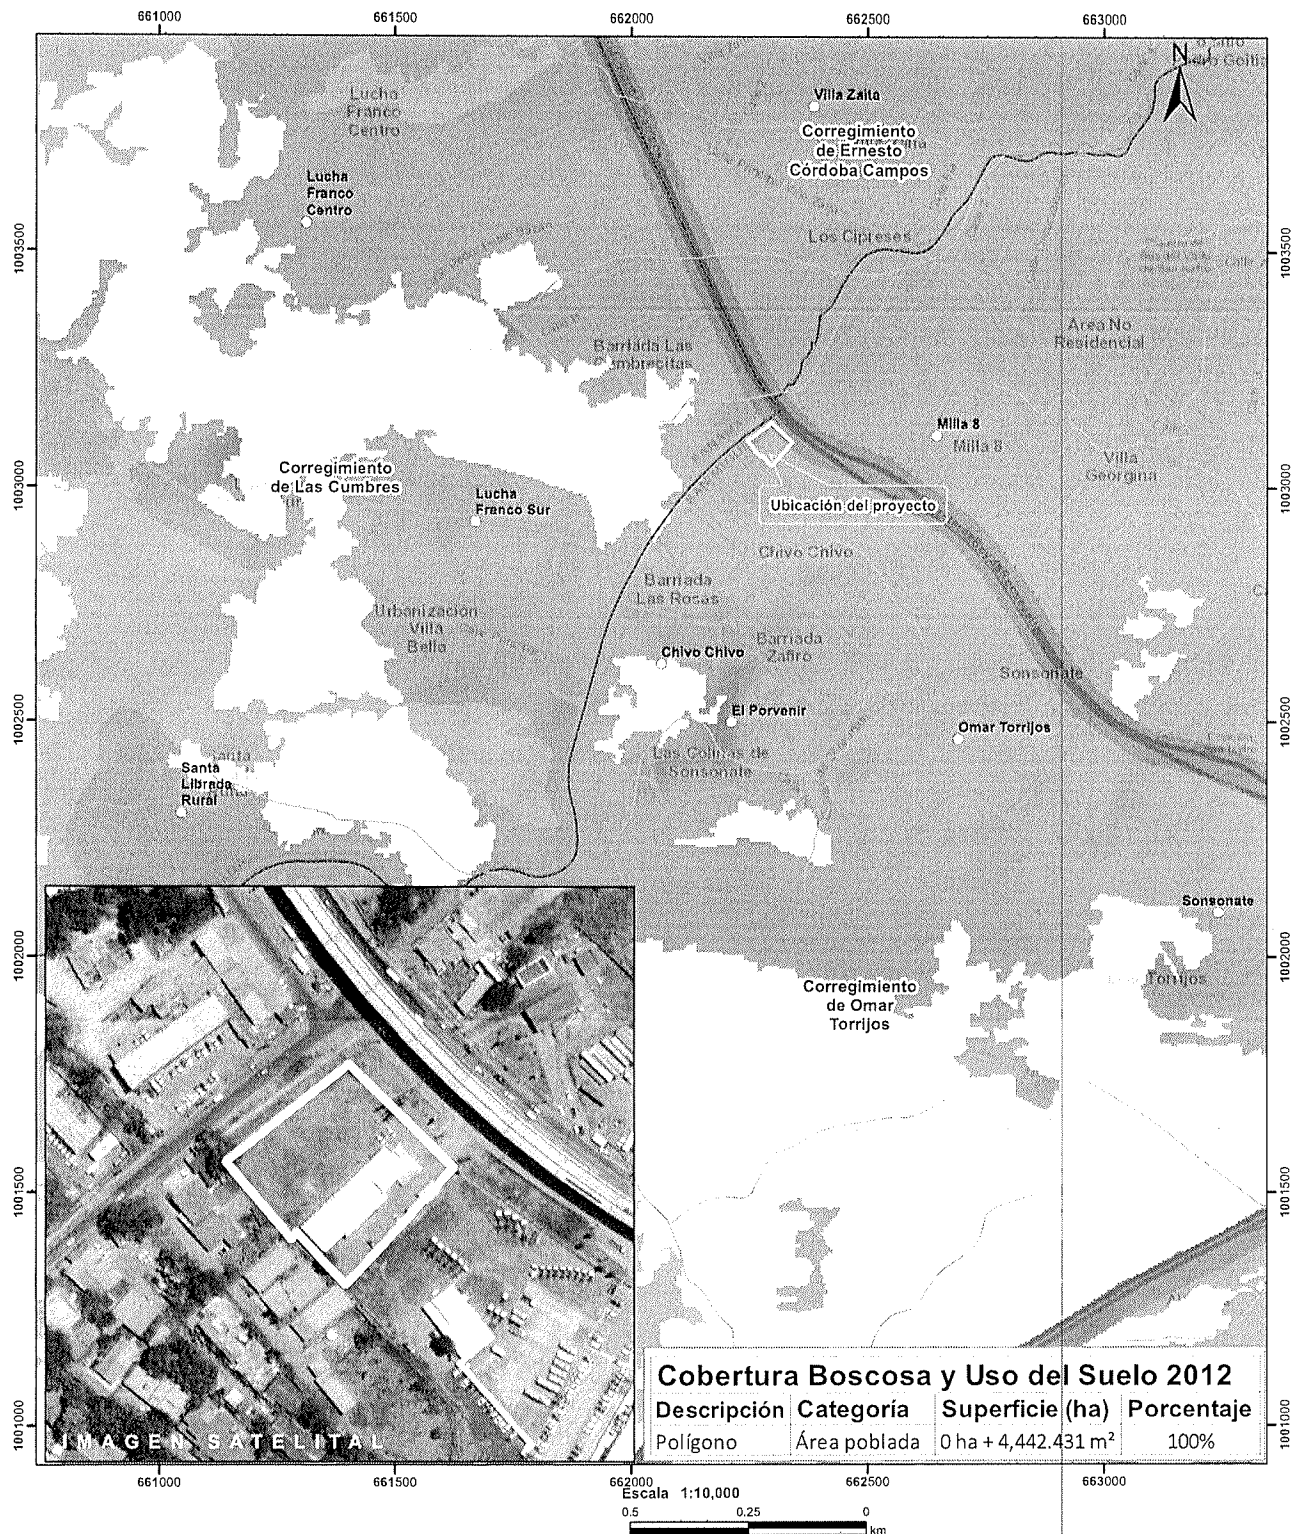 661000 661500 662000 662500 663000
N
Lucha
Franco
Centro
Villa Zaita
Corregimiento
de Ernesto
Córdoba Campos
Lucha
Franco
Centro
Los Cipreses
1003500
1003500
Area No
Residencial
Barriada Las
Cumbrecitas
Milla 8
Milla 8
Villa
Georgina
Corregimiento
de Las Cumbres
1003000
1003000
Lucha
Franco Sur
Ubicación del proyecto
Chivo Chivo
Barriada
Las Rosas
Urbanizacion
Villa
Bello
Barriada
Zafiro
Chivo Chivo
Sonsonate
El Porvenir
1002500
1002500
Omar Torrijos
Las Colinas de
Sonsonate
Santa
Librada
Rural
Sonsonate
1002000
1002000
Torrijos
Corregimiento
de Omar
Torrijos
1001500
1001500
Cobertura Boscosa y Uso del Suelo 2012
Descripción Categoría Superficie (ha) Porcentaje
Polígono Área poblada 0 ha + 4,442.431 m² 100%
1001000
1001000
IMAGEN SATELITAL
661000 661500 662000 662500 663000
Escala 1:10,000
0.5 0.25 0
km